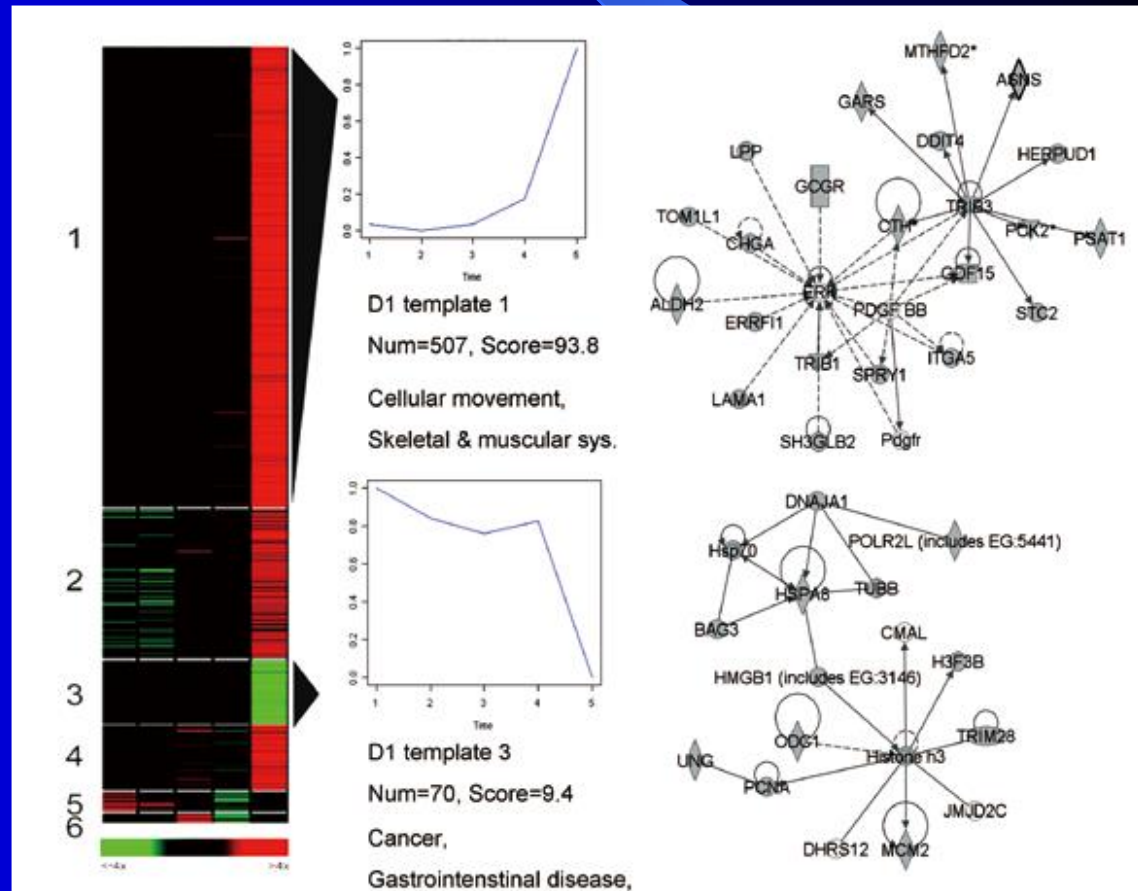 1
2
3
4
5
6
<-4x
>4x
1.0
0.8
0.6
0.4
0.2
0.0
1 2 3 4 5 6
Time
D1 template 1
Num=507, Score=93.8
Cellular movement,
Skeletal & muscular sys.
1.0
0.8
0.6
0.4
0.2
0.0
1 2 3 4 5 6
Time
D1 template 3
Num=70, Score=9.4
Cancer,
Gastrointenstinal disease,
MTHFD2*
ASNS
GARS
DDIT4
HERPUD1
LPP
GCGR
TRIB3
TOM1L1
CTH*
PCK2*
PSAT1
CHGA
GDF15
ERK
ALDH2
PDGF BB
STC2
ERRFI1
ITGA5
TRIB1
SPRY1
LAMA1
SH3GLB2
Pdgfr
DNAJA1
Hsp70
POLR2L (includes EG:5441)
HSPA8
TUBB
BAG3
CMAL
H3F3B
HMGB1 (includes EG:3146)
TRIM28
Histone h3
UNG
PCNA
JMJD2C
DHRS12
MCM2